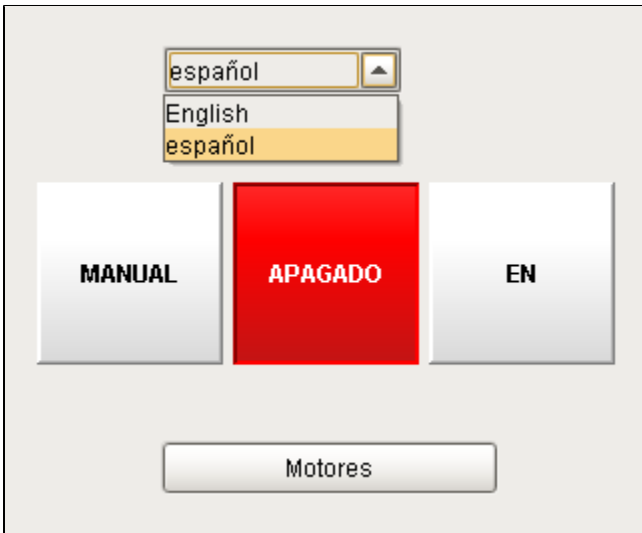 español
English
español
MANUAL
APAGADO
EN
Motores